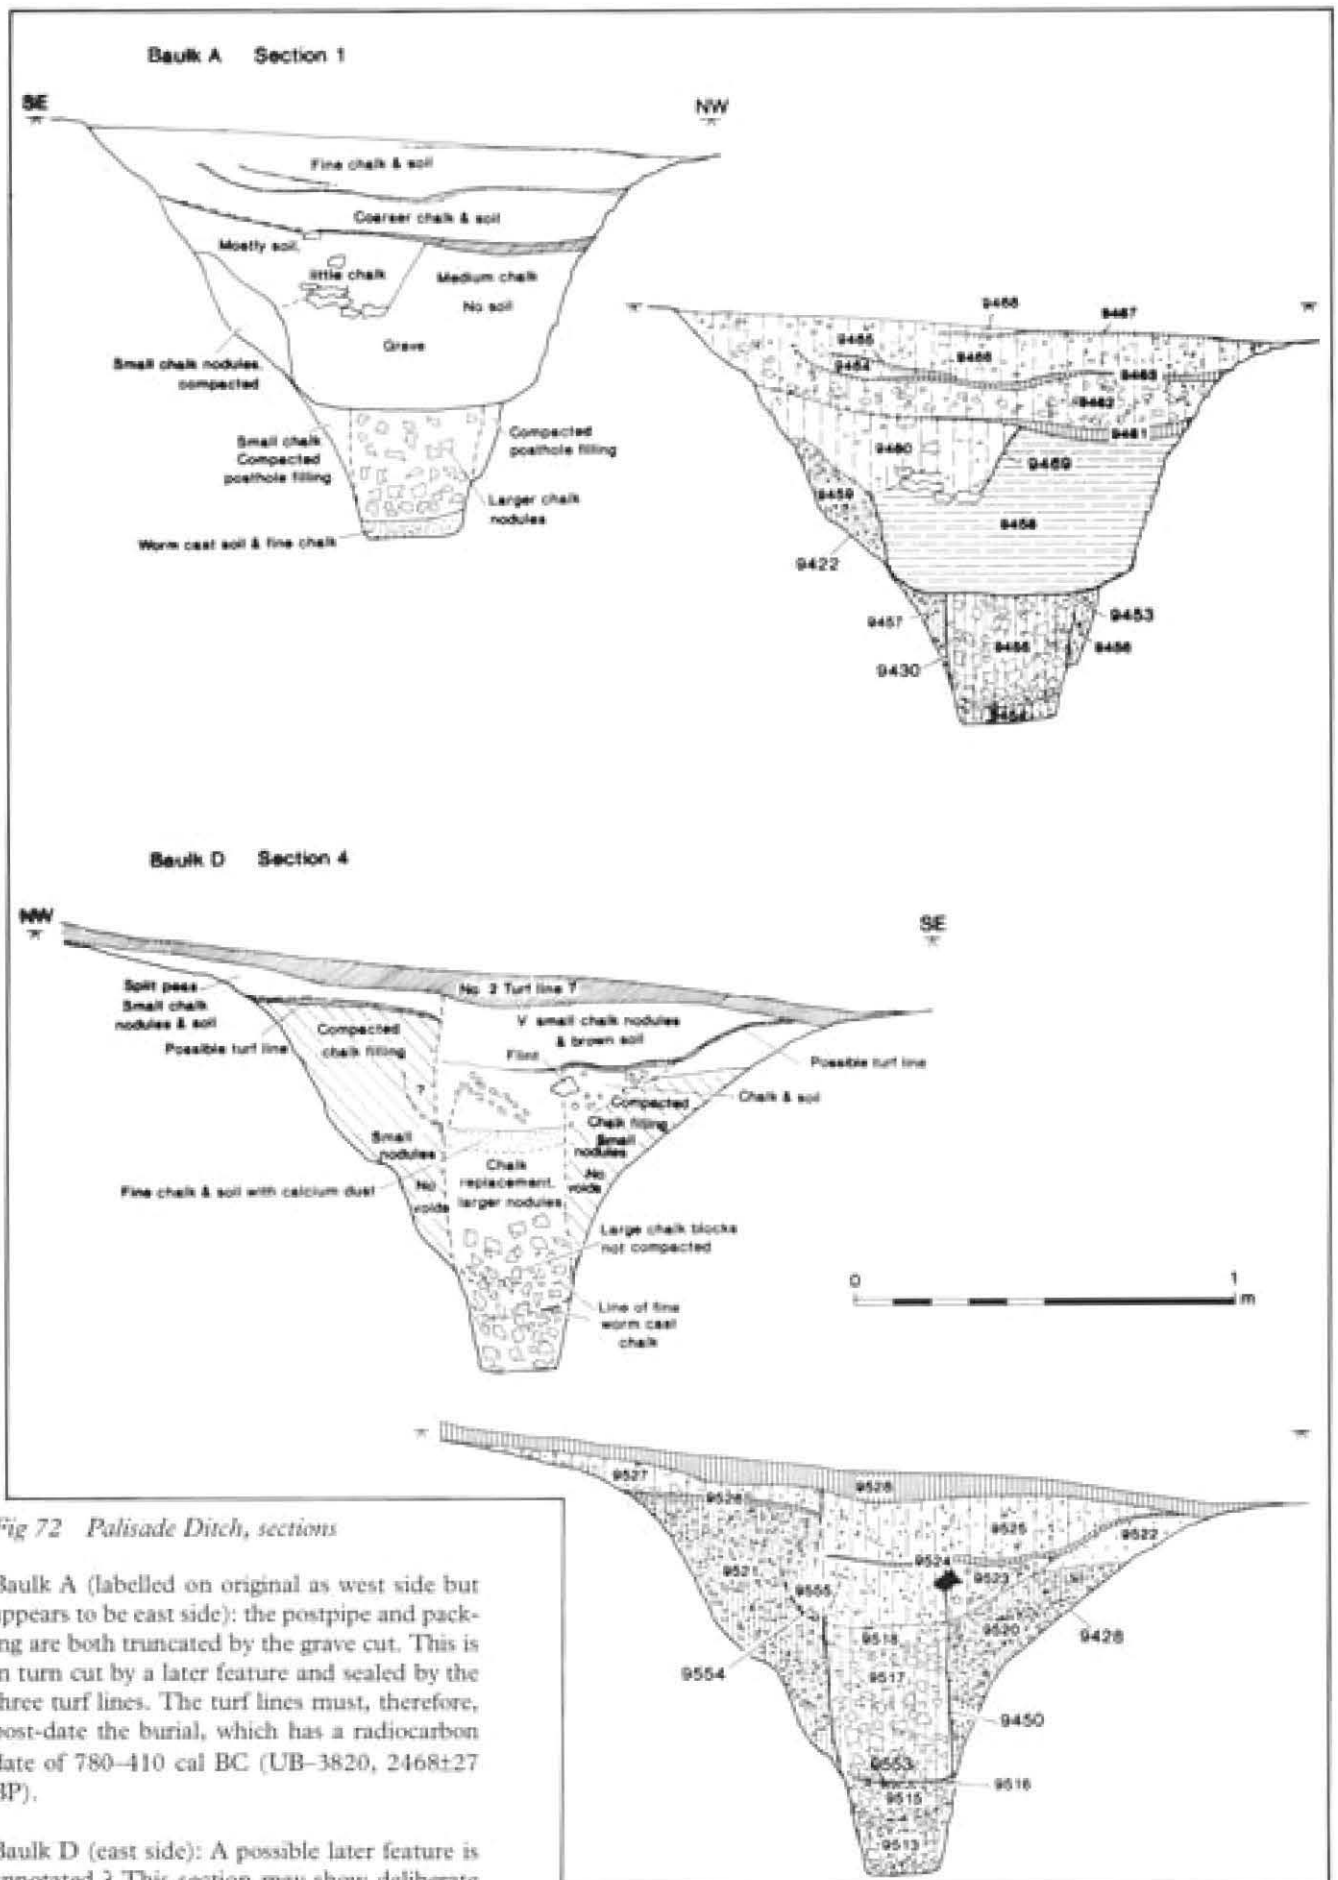 Baulk A Section 1
SE
NW
Fine chalk & soil
Coarser chalk & soil
Mostly soil,
little chalk
Medium chalk
No soil
Grave
Small chalk nodules,
compacted
Small chalk
Compacted
posthole filling
Compacted
posthole filling
Larger chalk
nodules
Worm cast soil & fine chalk
9468
9467
9465
9466
9464
9463
9462
9461
9460
9469
9459
9458
9422
9457
9453
9455
9456
9430
9454
Baulk D Section 4
NW
SE
No 2 Turf line ?
Split peas
Small chalk
nodules & soil
Possible turf line
Compacted
chalk filling
?
V small chalk nodules
& brown soil
Flint
Possible turf line
Chalk & soil
Compacted
Chalk filling
Small
nodules
No
voids
Small
nodules
No
voids
Fine chalk & soil with calcium dust
Chalk
replacement,
larger nodules
Large chalk blocks
not compacted
Line of fine
worm cast
chalk
0
1
m
9527
9526
9528
9525
9522
9524
9523
9521
9555
9520
9428
9518
9554
9517
9450
9553
9516
9515
9513
Fig 72 Palisade Ditch, sections
Baulk A (labelled on original as west side but
appears to be east side): the postpipe and pack-
ing are both truncated by the grave cut. This is
in turn cut by a later feature and sealed by the
three turf lines. The turf lines must, therefore,
post-date the burial, which has a radiocarbon
date of 780–410 cal BC (UB–3820, 2468±27
BP).
Baulk D (east side): A possible later feature is
annotated ? This section may show deliberate